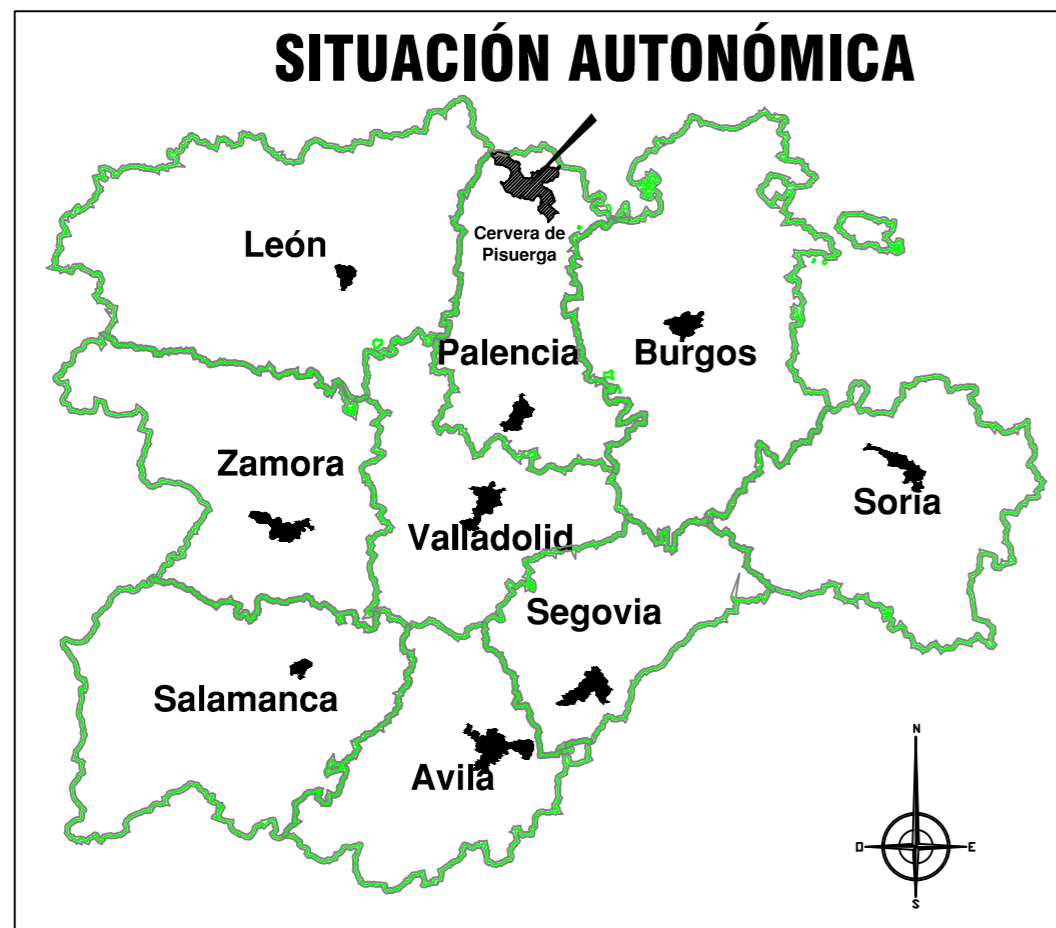 SITUACIÓN AUTONÓMICA
León
Cervera de
Pisuerga
Palencia
Burgos
Zamora
Soria
Valladolid
Segovia
Salamanca
Avila
N
O
E
S